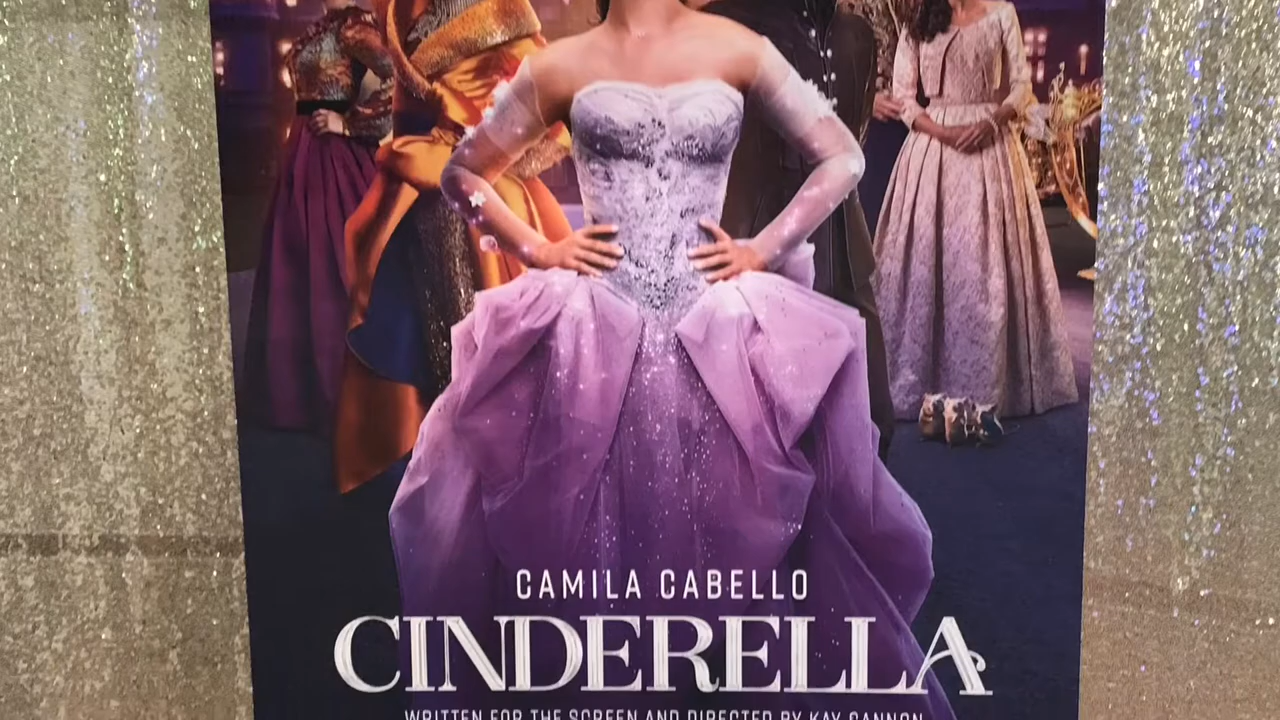 CAMILA CABELLO
CINDERELLA
WRITTEN FOR THE SCREEN AND DIRECTED BY KAY CANNON